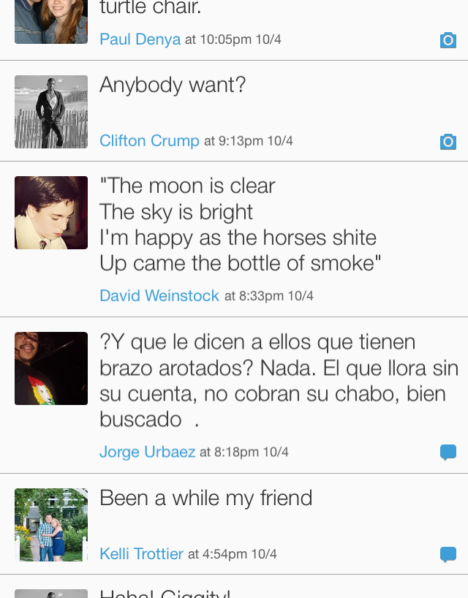 turtle chair.
Paul Denya at 10:05pm 10/4
Anybody want?
Clifton Crump at 9:13pm 10/4
"The moon is clear
The sky is bright
I'm happy as the horses shite
Up came the bottle of smoke"
David Weinstock at 8:33pm 10/4
?Y que le dicen a ellos que tienen
brazo arotados? Nada. El que llora sin
su cuenta, no cobran su chabo, bien
buscado .
Jorge Urbaez at 8:18pm 10/4
Been a while my friend
Kelli Trottier at 4:54pm 10/4
Haha! Giggity!